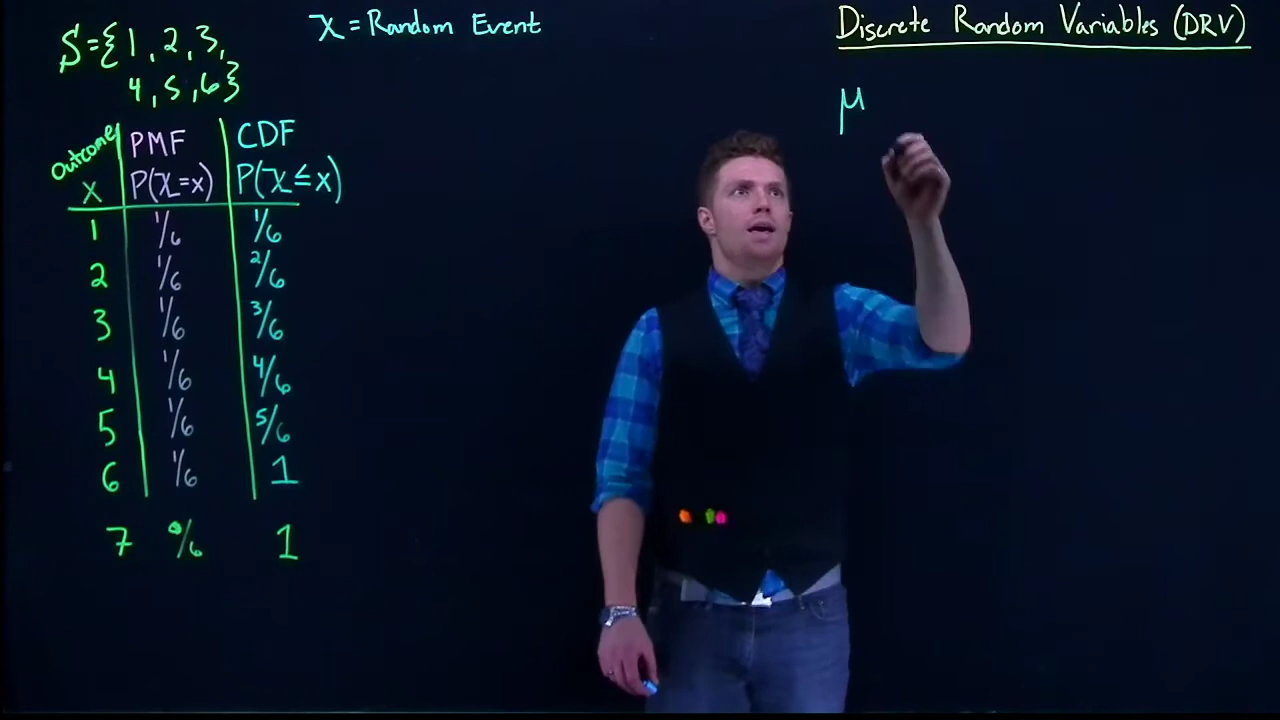 S={1, 2, 3,
4, 5, 6}
X = Random Event
Discrete Random Variables (DRV)
μ
Outcome x | PMF P(X=x) | CDF P(X≤x)
1 | 1/6 | 1/6
2 | 1/6 | 2/6
3 | 1/6 | 3/6
4 | 1/6 | 4/6
5 | 1/6 | 5/6
6 | 1/6 | 1
7 0/6 1